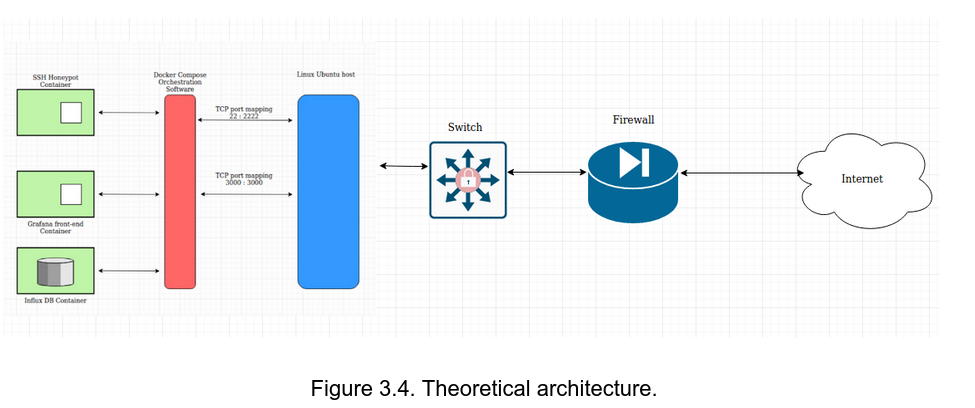 SSH Honeypot
Container
Docker Compose
Orchestration
Software
Linux Ubuntu host
TCP port mapping
22 : 2222
TCP port mapping
3000 : 3000
Grafana front-end
Container
Influx DB Container
Switch
Firewall
Internet
Figure 3.4. Theoretical architecture.